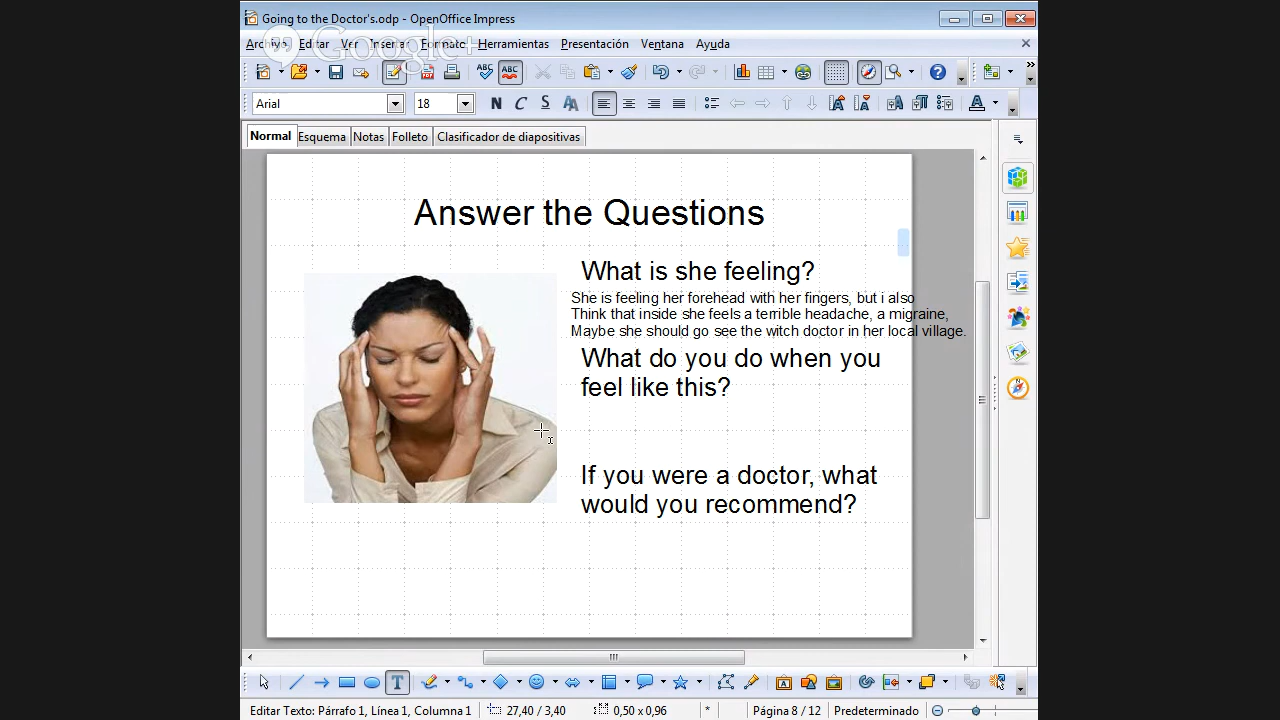 Going to the Doctor's.odp - OpenOffice Impress
Archivo Editar Ver Insertar Formato Herramientas Presentación Ventana Ayuda
Google+
Arial 18 N C S
Normal Esquema Notas Folleto Clasificador de diapositivas
Answer the Questions
What is she feeling?
She is feeling her forehead with her fingers, but i also
Think that inside she feels a terrible headache, a migraine,
Maybe she should go see the witch doctor in her local village.
What do you do when you
feel like this?
If you were a doctor, what
would you recommend?
Editar Texto: Párrafo 1, Línea 1, Columna 1 27,40 / 3,40 0,50 x 0,96 * Página 8 / 12 Predeterminado